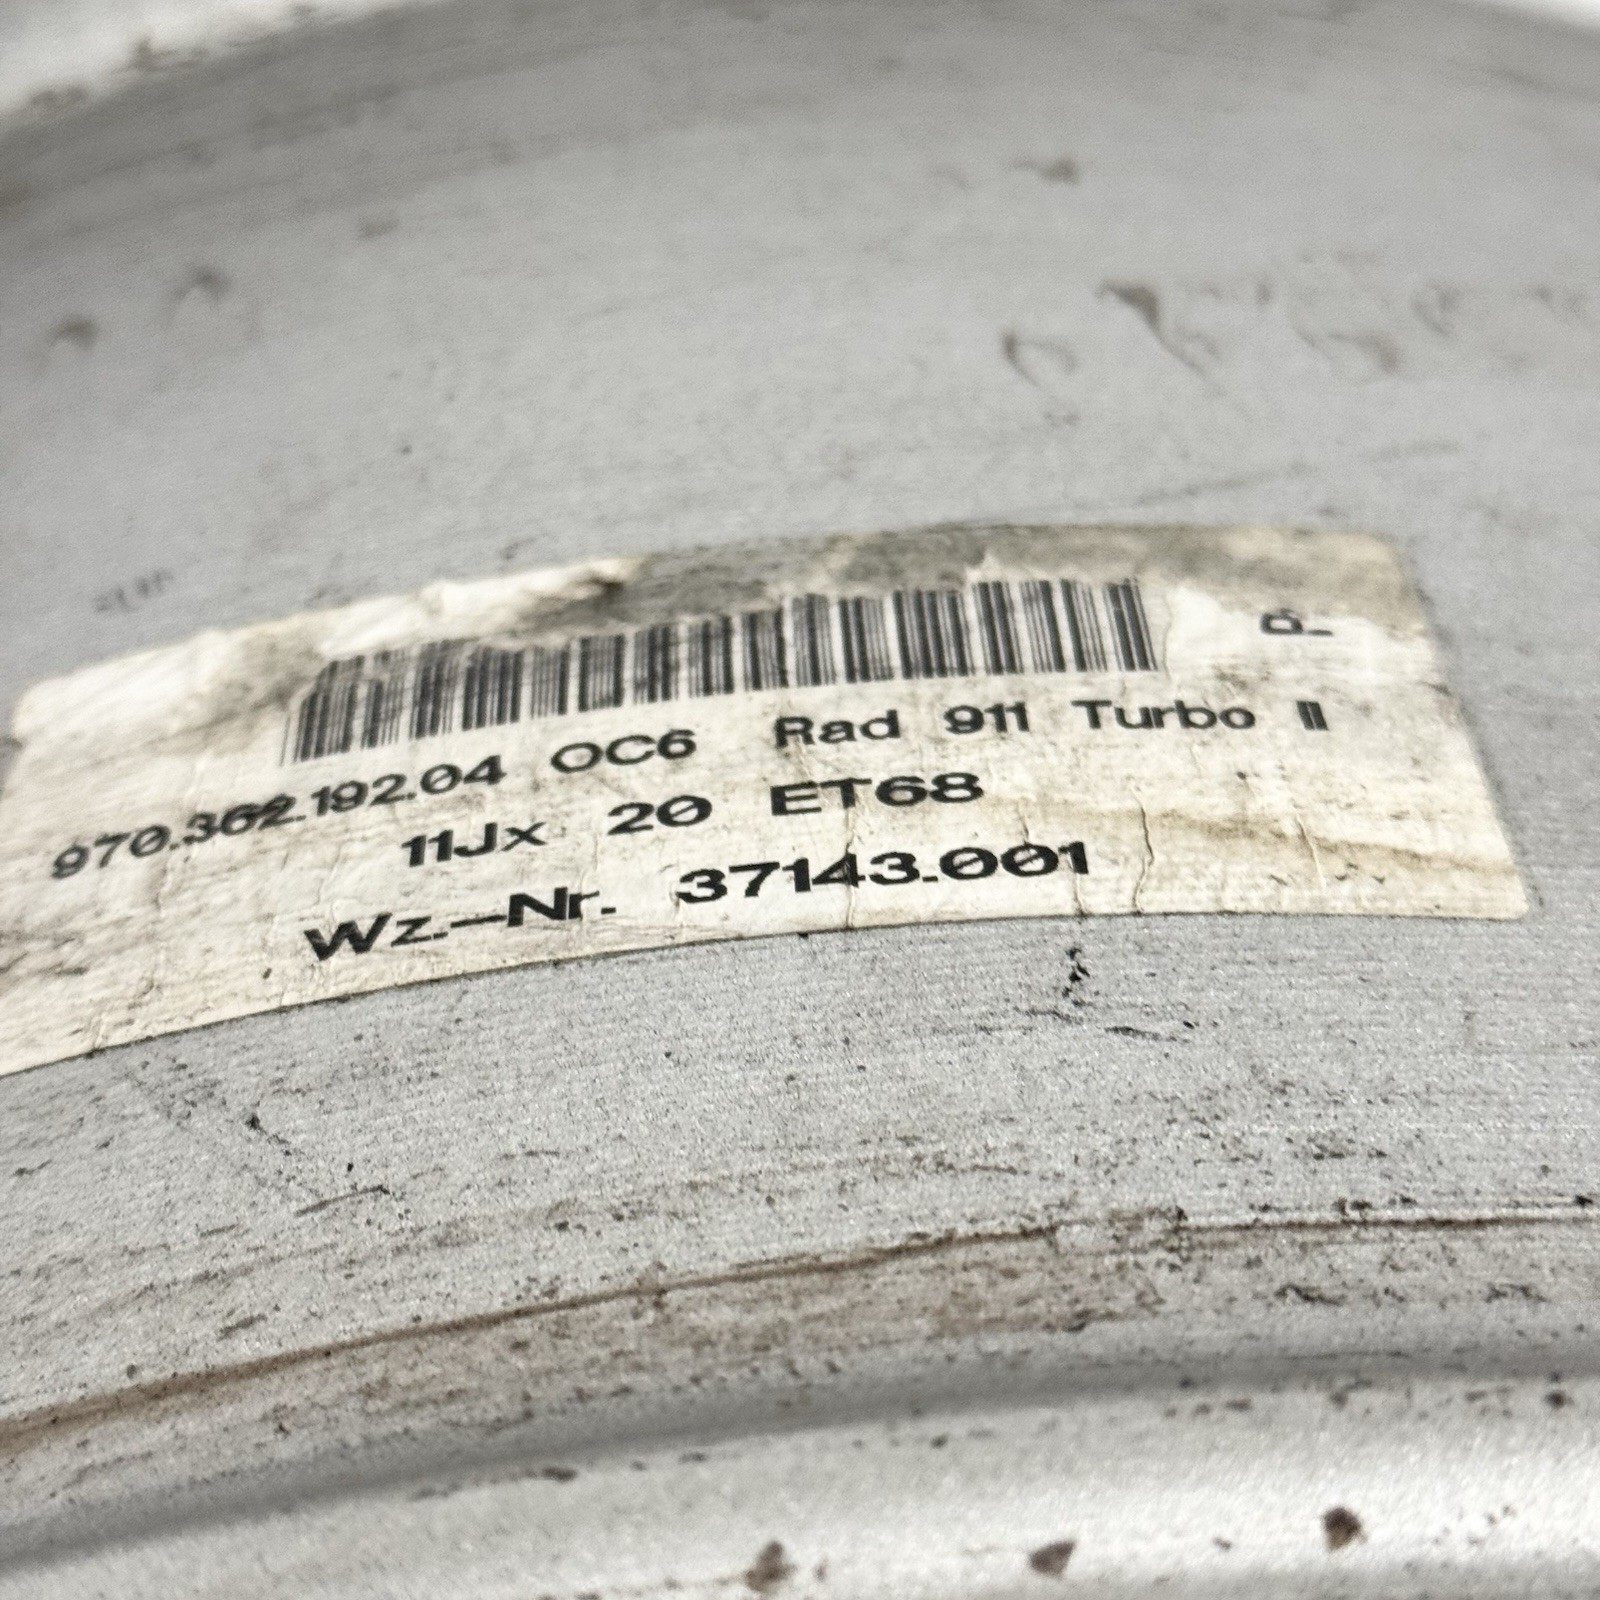 970.362.192.04 OC6 Rad 911 Turbo II
11Jx 20 ET68
Wz.-Nr. 37143.001